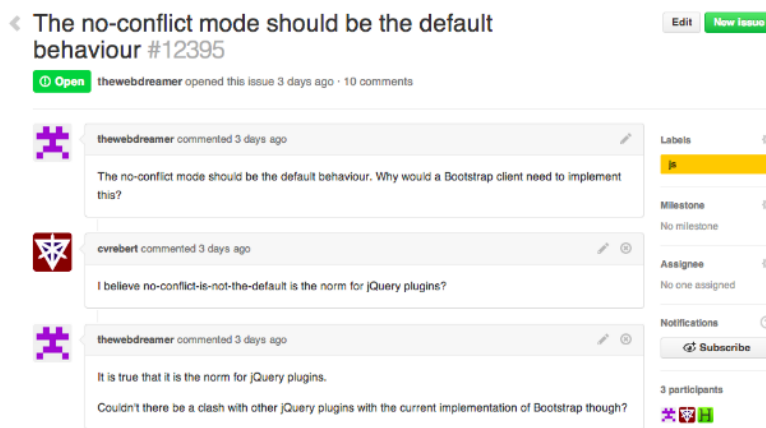 The no-conflict mode should be the default
behaviour #12395
Edit
New issue
Open thewebdreamer opened this issue 3 days ago · 10 comments
thewebdreamer commented 3 days ago
The no-conflict mode should be the default behaviour. Why would a Bootstrap client need to implement
this?
cvrebert commented 3 days ago
I believe no-conflict-is-not-the-default is the norm for jQuery plugins?
thewebdreamer commented 3 days ago
It is true that it is the norm for jQuery plugins.
Couldn't there be a clash with other jQuery plugins with the current implementation of Bootstrap though?
Labels
js
Milestone
No milestone
Assignee
No one assigned
Notifications
Subscribe
3 participants